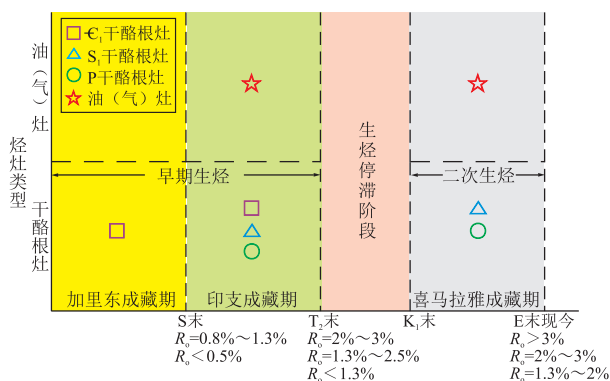 Є₁干酪根灶
S₁干酪根灶
P干酪根灶
油（气）灶
油（气）灶
烃灶类型
干酪根灶
早期生烃
生烃停滞阶段
二次生烃
加里东成藏期
印支成藏期
喜马拉雅成藏期
S末
T₂末
K₁末
E末现今
Rₒ=0.8%～1.3%
Rₒ<0.5%
Rₒ=2%～3%
Rₒ=1.3%～2.5%
Rₒ<1.3%
Rₒ>3%
Rₒ=2%～3%
Rₒ=1.3%～2%